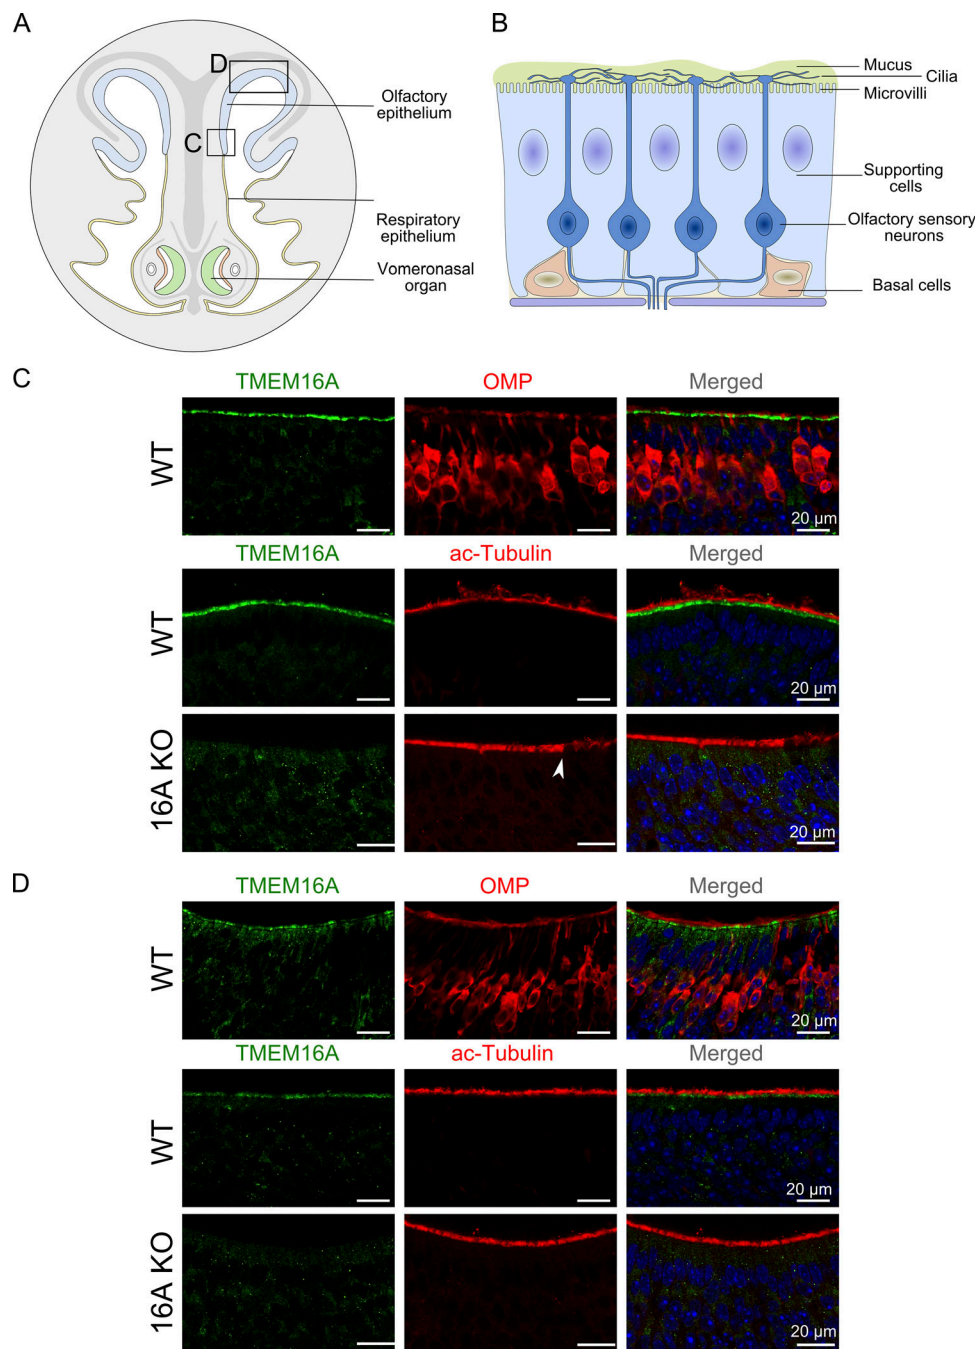 A
D
C
Olfactory
epithelium
Respiratory
epithelium
Vomeronasal
organ
B
Mucus
Cilia
Microvilli
Supporting
cells
Olfactory sensory
neurons
Basal cells
C
TMEM16A OMP Merged
WT
20 µm
TMEM16A ac-Tubulin Merged
WT
20 µm
16A KO
20 µm
D
TMEM16A OMP Merged
WT
20 µm
TMEM16A ac-Tubulin Merged
WT
20 µm
16A KO
20 µm